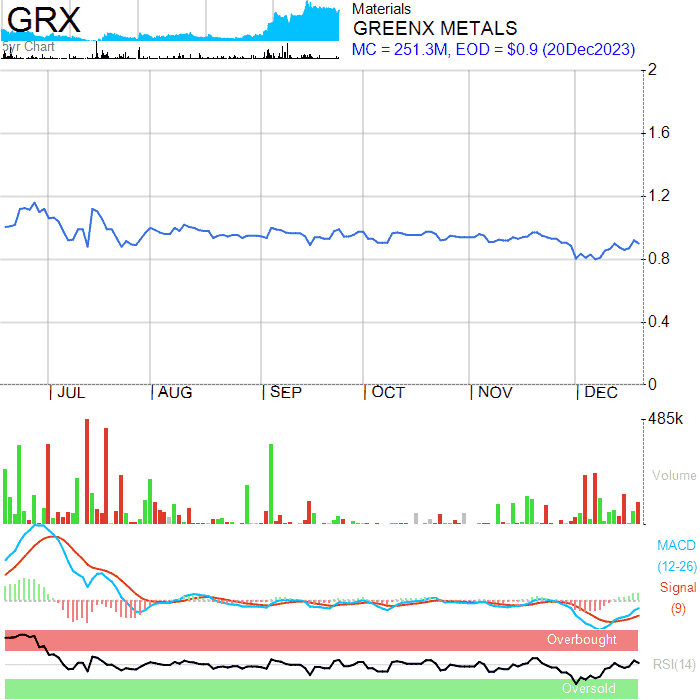 GRX
5yr Chart
Materials
GREENX METALS
MC = 251.3M, EOD = $0.9 (20Dec2023)
2
1.6
1.2
0.8
0.4
0
| JUL | AUG | SEP | OCT | NOV | DEC
485k
Volume
MACD
(12-26)
Signal
(9)
Overbought
RSI(14)
Oversold